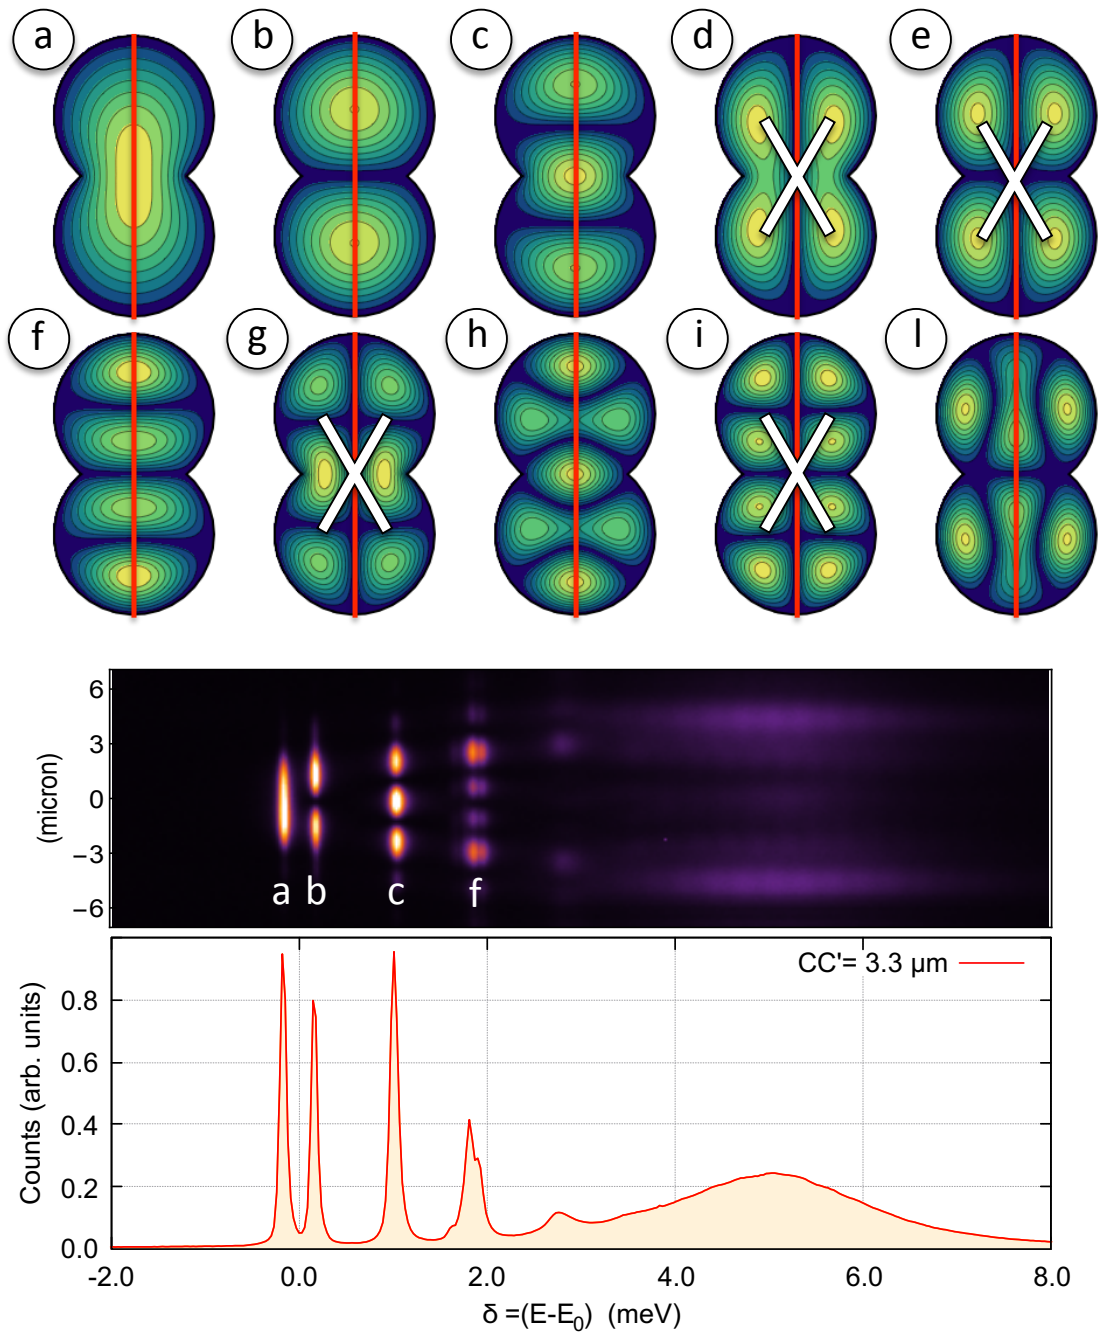 a
b
c
d
e
f
g
h
i
l
6
3
0
−3
−6
(micron)
a
b
c
f
CC'= 3.3 μm
0.8
0.6
0.4
0.2
0.0
Counts (arb. units)
-2.0
0.0
2.0
4.0
6.0
8.0
δ =(E-E0) (meV)